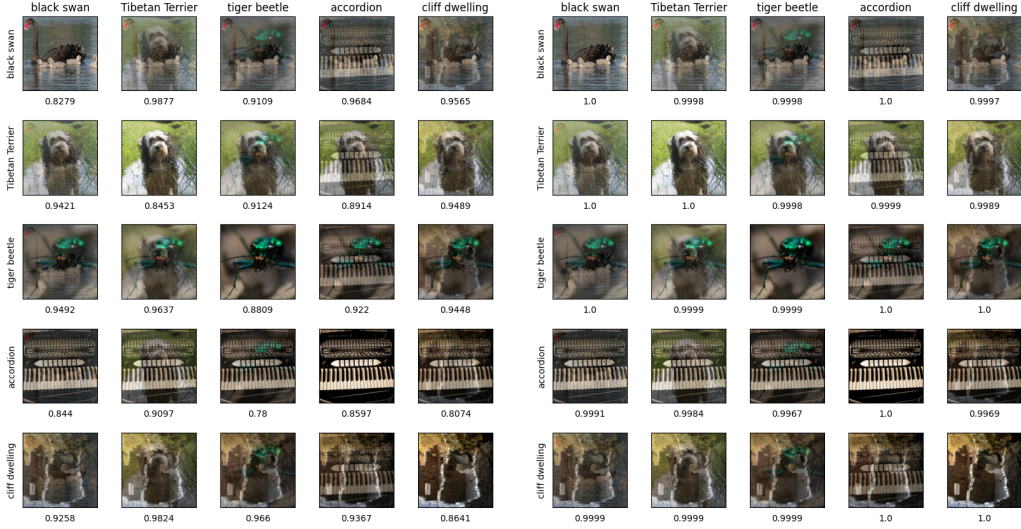 black swan Tibetan Terrier tiger beetle accordion cliff dwelling black swan Tibetan Terrier tiger beetle accordion cliff dwelling
black swan black swan
0.8279 0.9877 0.9109 0.9684 0.9565 1.0 0.9998 0.9998 1.0 0.9997
Tibetan Terrier Tibetan Terrier
0.9421 0.8453 0.9124 0.8914 0.9489 1.0 1.0 0.9998 0.9999 0.9989
tiger beetle tiger beetle
0.9492 0.9637 0.8809 0.922 0.9448 1.0 0.9999 0.9999 1.0 1.0
accordion accordion
0.844 0.9097 0.78 0.8597 0.8074 0.9991 0.9984 0.9967 1.0 0.9969
cliff dwelling cliff dwelling
0.9258 0.9824 0.966 0.9367 0.8641 0.9999 0.9999 0.9999 1.0 1.0